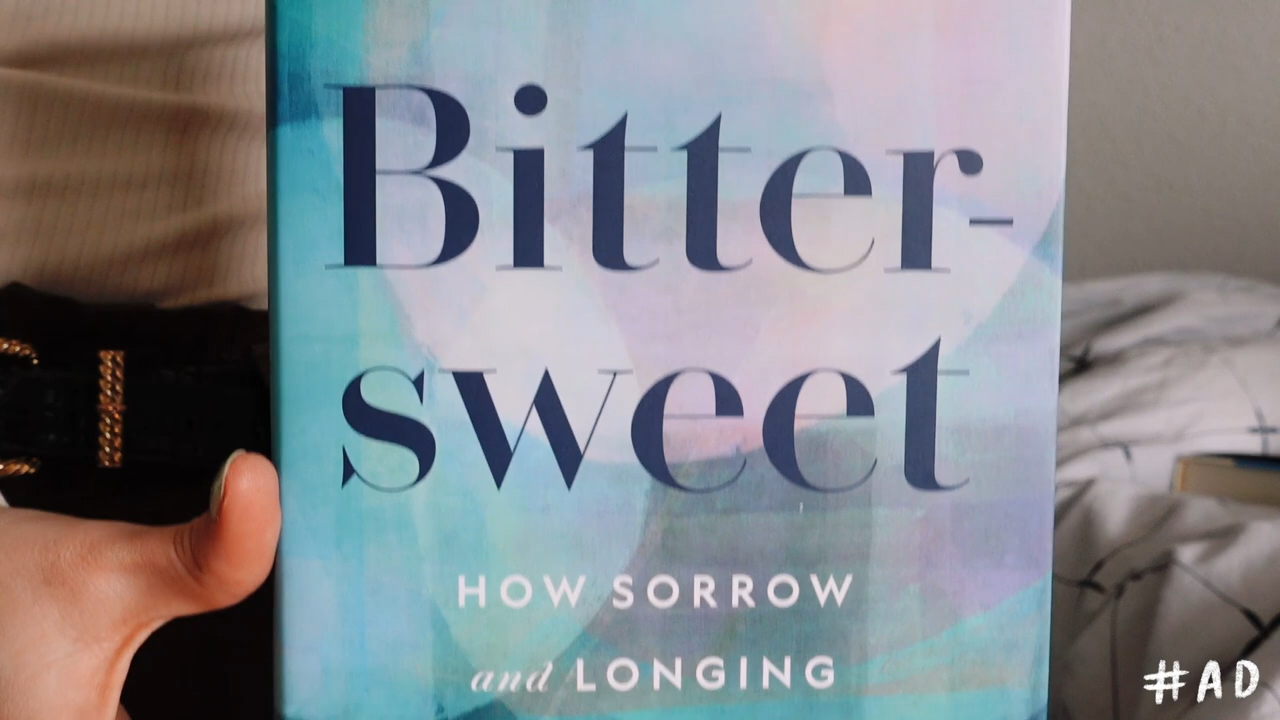 Bitter-
sweet
HOW SORROW
and LONGING
#AD